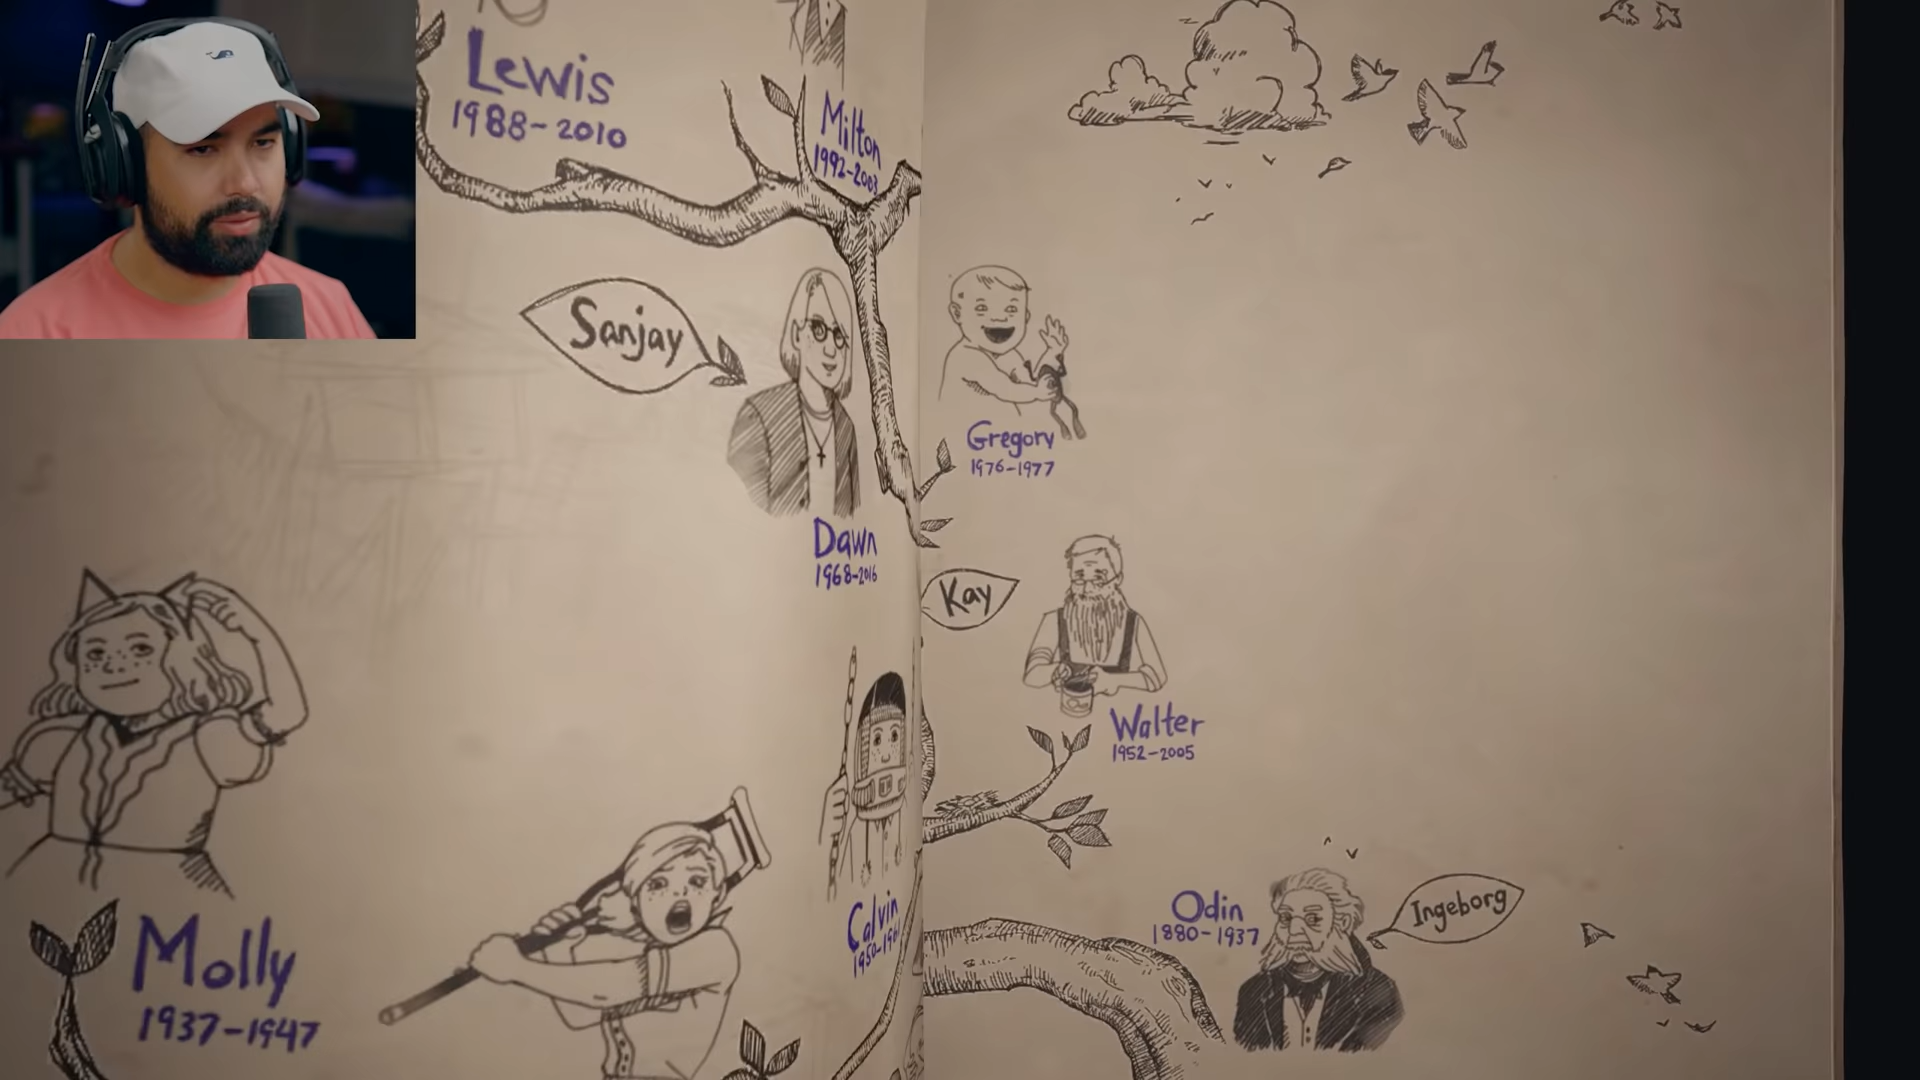 Lewis
1988-2010
Milton
1992-2003
Sanjay
Gregory
1976-1977
Dawn
1968-2016
Kay
Walter
1952-2005
Calvin
Odin
1880-1937
Ingeborg
Molly
1937-1947